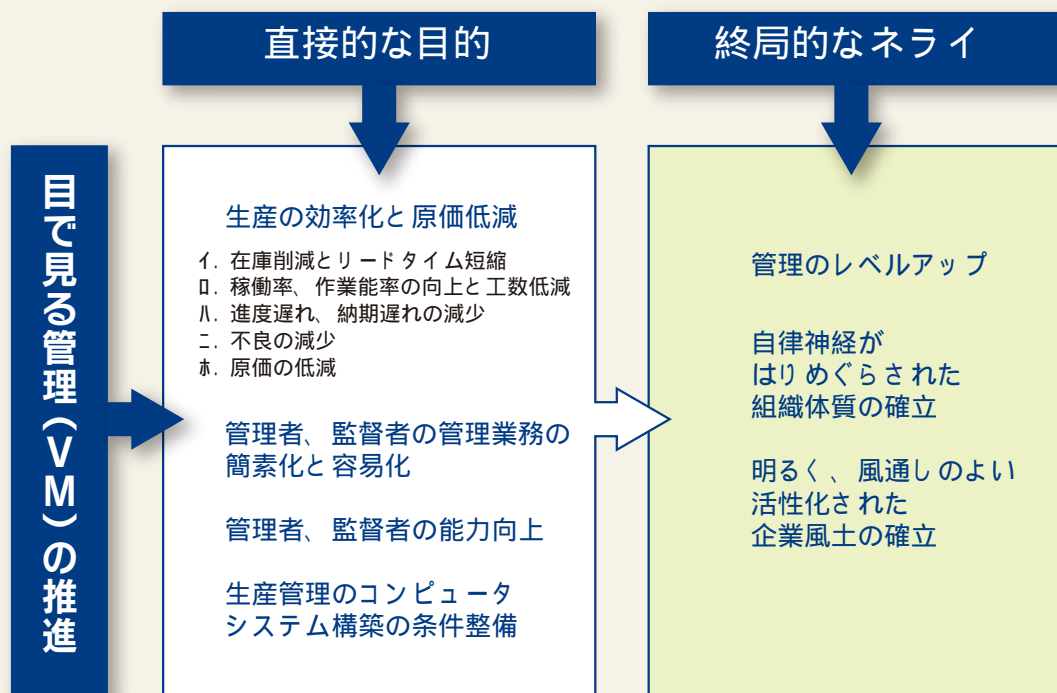 直接的な目的
終局的なネライ
目で見る管理(VM)の推進
生産の効率化と原価低減
イ. 在庫削減とリードタイム短縮
ロ. 稼働率、作業能率の向上と工数低減
ハ. 進度遅れ、納期遅れの減少
ニ. 不良の減少
ホ. 原価の低減
管理者、監督者の管理業務の
簡素化と容易化
管理者、監督者の能力向上
生産管理のコンピュータ
システム構築の条件整備
管理のレベルアップ
自律神経が
はりめぐらされた
組織体質の確立
明るく、風通しのよい
活性化された
企業風土の確立